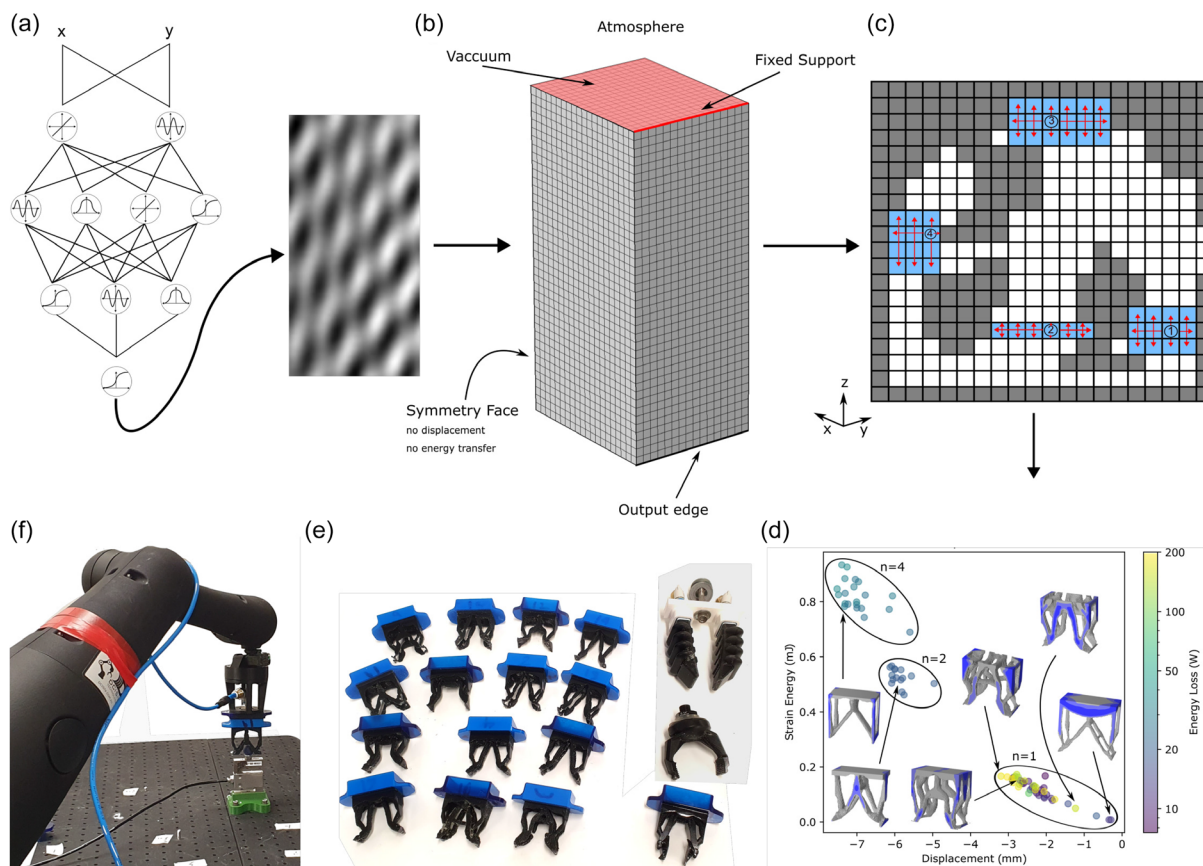 (a)
x
y
(b)
Atmosphere
Vaccuum
Fixed Support
Symmetry Face
no displacement
no energy transfer
Output edge
(c)
3
4
2
1
z
x
y
(f)
(e)
(d)
n=4
n=2
n=1
Strain Energy (mJ)
0.8
0.6
0.4
0.2
0.0
-7
-6
-5
-4
-3
-2
-1
0
Displacement (mm)
200
100
50
20
10
Energy Loss (W)